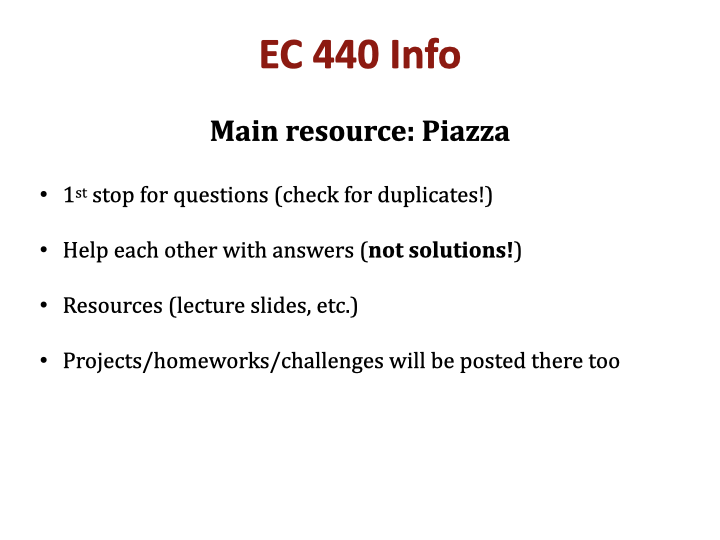 EC 440 Info
Main resource: Piazza
• 1st stop for questions (check for duplicates!)
• Help each other with answers (not solutions!)
• Resources (lecture slides, etc.)
• Projects/homeworks/challenges will be posted there too